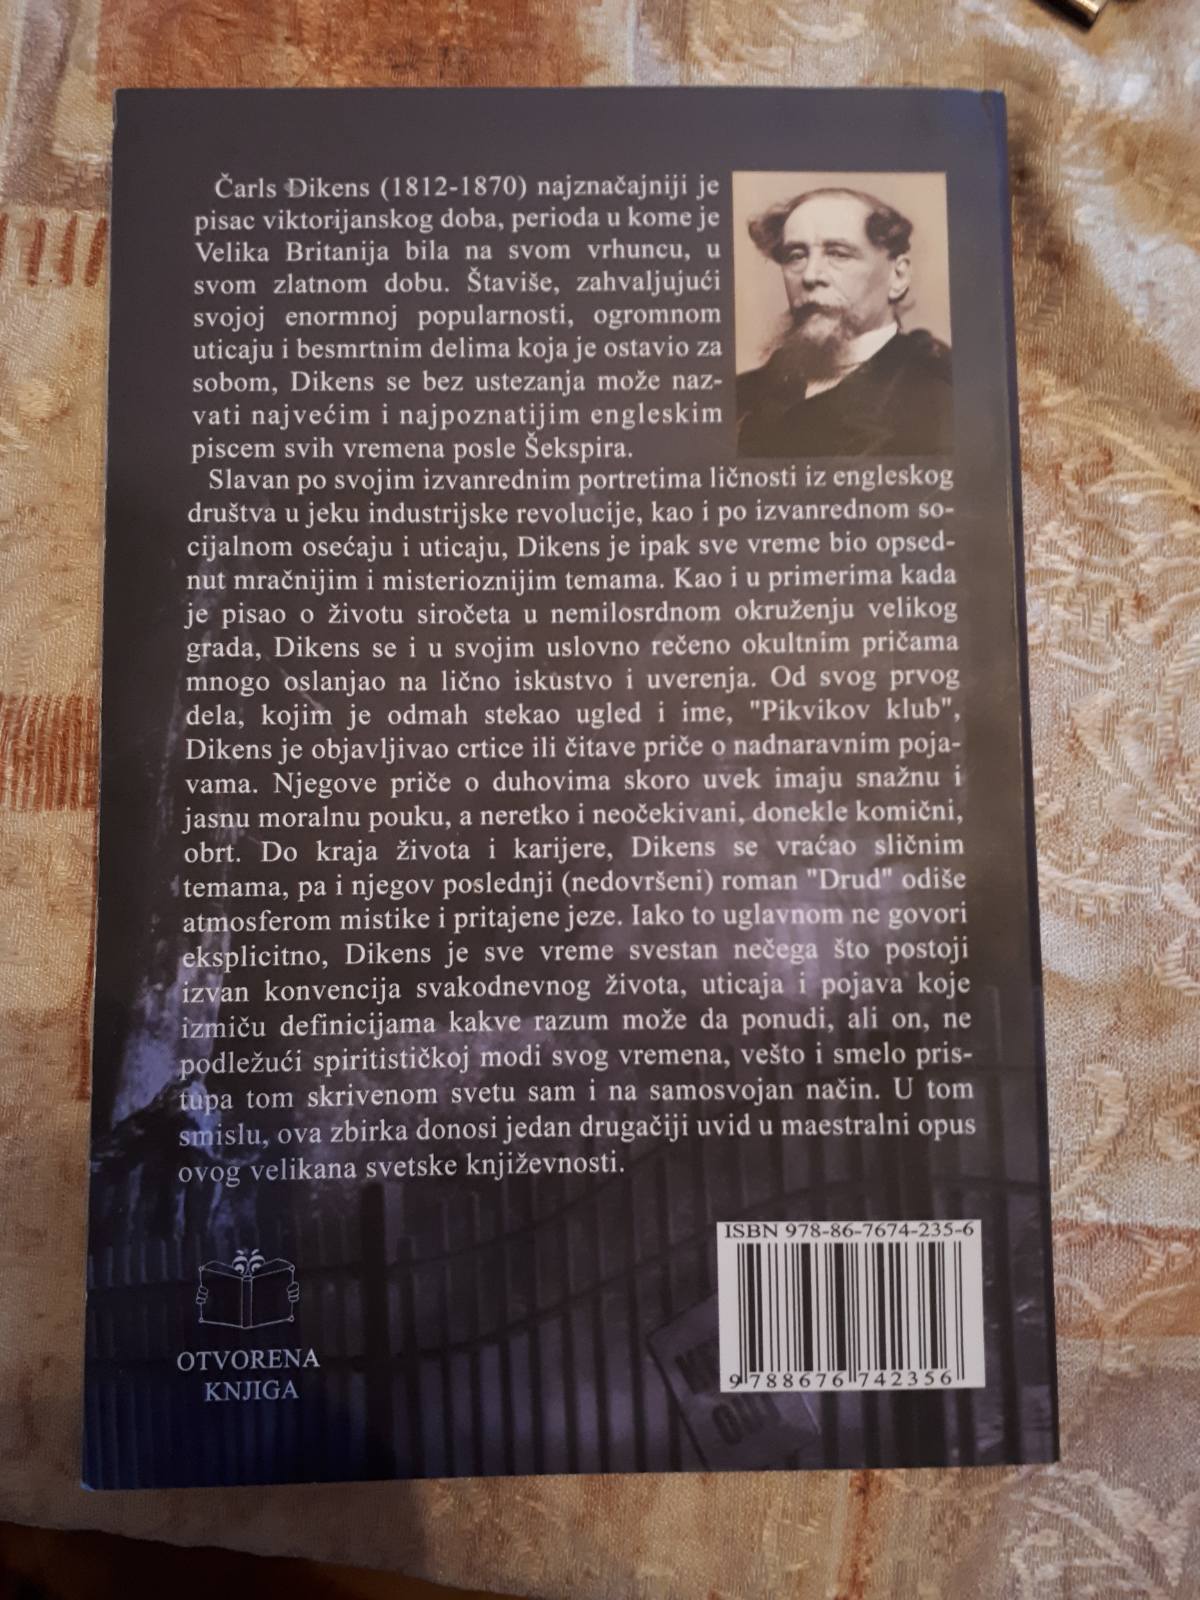 Čarls Dikens (1812-1870) najznačajniji je
pisac viktorijanskog doba, perioda u kome je
Velika Britanija bila na svom vrhuncu, u
svom zlatnom dobu. Štaviše, zahvaljujući
svojoj enormnoj popularnosti, ogromnom
uticaju i besmrtnim delima koja je ostavio za
sobom, Dikens se bez ustezanja može naz-
vati najvećim i najpoznatijim engleskim
piscem svih vremena posle Šekspira.
Slavan po svojim izvanrednim portretima ličnosti iz engleskog
društva u jeku industrijske revolucije, kao i po izvanrednom so-
cijalnom osećaju i uticaju, Dikens je ipak sve vreme bio opsed-
nut mračnijim i misterioznijim temama. Kao i u primerima kada
je pisao o životu siročeta u nemilosrdnom okruženju velikog
grada, Dikens se i u svojim uslovno rečeno okultnim pričama
mnogo oslanjao na lično iskustvo i uverenja. Od svog prvog
dela, kojim je odmah stekao ugled i ime, "Pikvikov klub",
Dikens je objavljivao crtice ili čitave priče o nadnaravnim poja-
vama. Njegove priče o duhovima skoro uvek imaju snažnu i
jasnu moralnu pouku, a neretko i neočekivani, donekle komični,
obrt. Do kraja života i karijere, Dikens se vraćao sličnim
temama, pa i njegov poslednji (nedovršeni) roman "Drud" odiše
atmosferom mistike i pritajene jeze. Iako to uglavnom ne govori
eksplicitno, Dikens je sve vreme svestan nečega što postoji
izvan konvencija svakodnevnog života, uticaja i pojava koje
izmiču definicijama kakve razum može da ponudi, ali on, ne
podležući spiritističkoj modi svog vremena, vešto i smelo pris-
tupa tom skrivenom svetu sam i na samosvojan način. U tom
smislu, ova zbirka donosi jedan drugačiji uvid u maestralni opus
ovog velikana svetske književnosti.
ISBN 978-86-7674-235-6
9 788676 742356
OTVORENA
KNJIGA
OUT